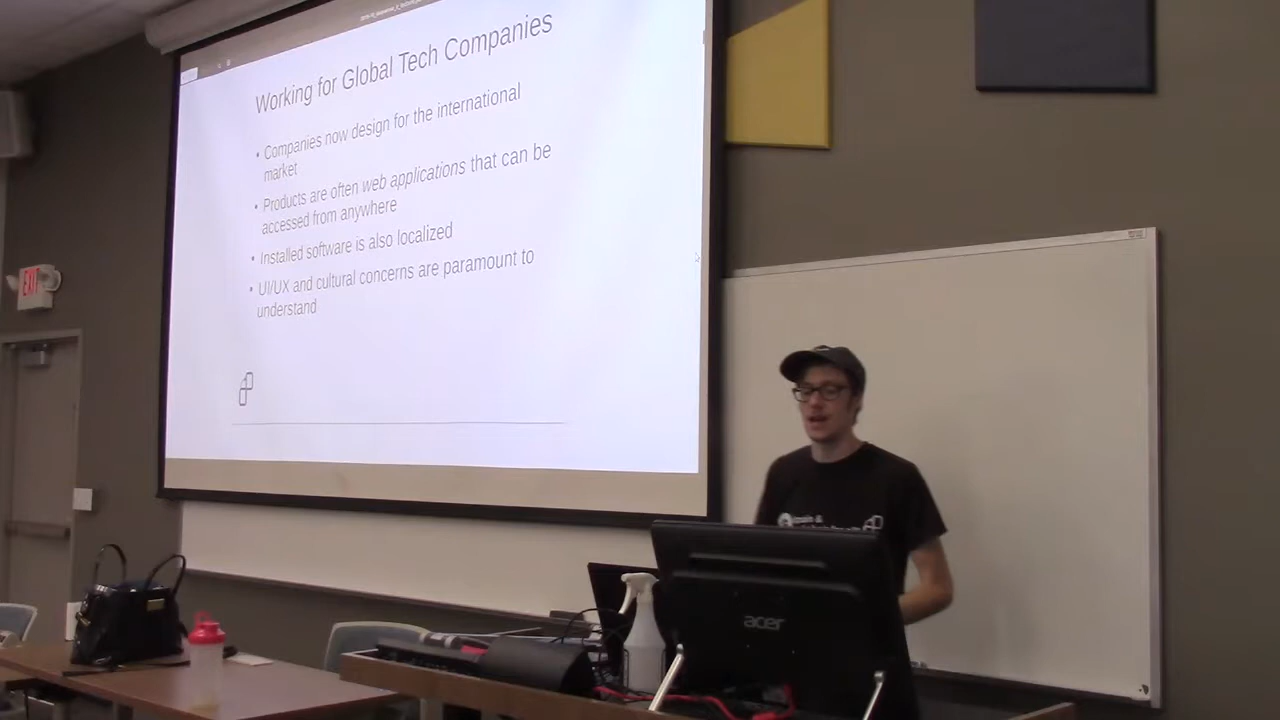 Working for Global Tech Companies
• Companies now design for the international
market
• Products are often web applications that can be
accessed from anywhere
• Installed software is also localized
• UI/UX and cultural concerns are paramount to
understand
EXIT
acer